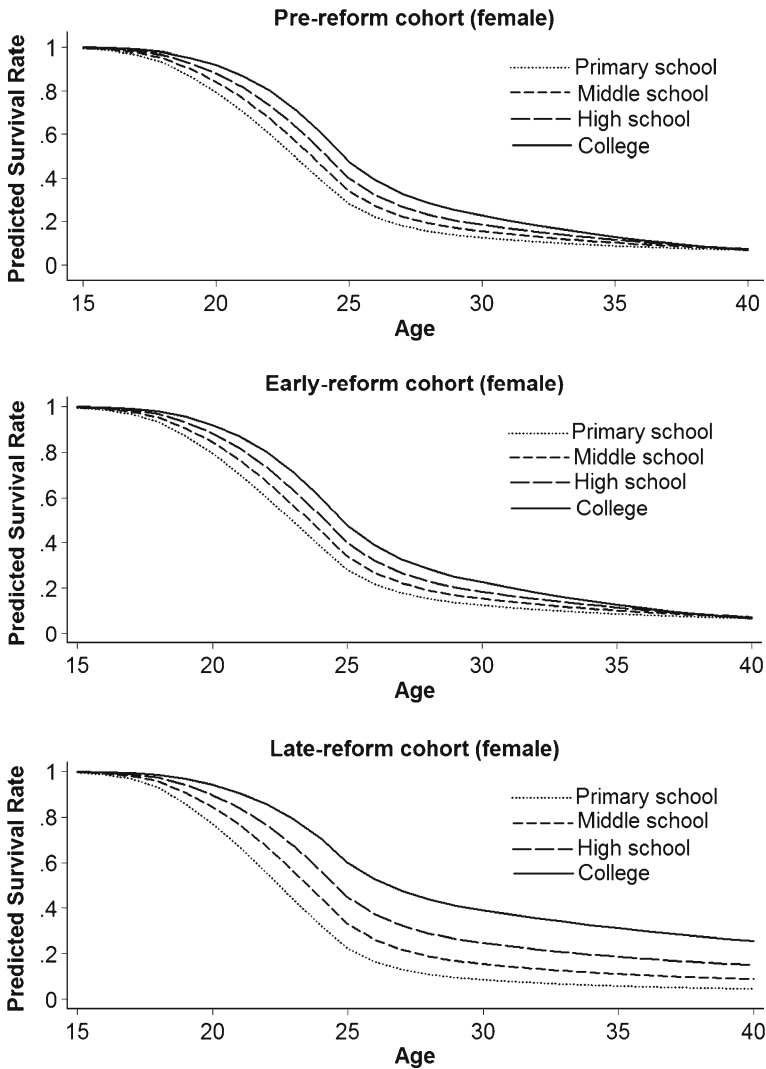 Pre-reform cohort (female)
Predicted Survival Rate
1
.8
.6
.4
.2
0
Primary school
Middle school
High school
College
15 20 25 30 35 40
Age
Early-reform cohort (female)
Predicted Survival Rate
1
.8
.6
.4
.2
0
Primary school
Middle school
High school
College
15 20 25 30 35 40
Age
Late-reform cohort (female)
Predicted Survival Rate
1
.8
.6
.4
.2
0
Primary school
Middle school
High school
College
15 20 25 30 35 40
Age